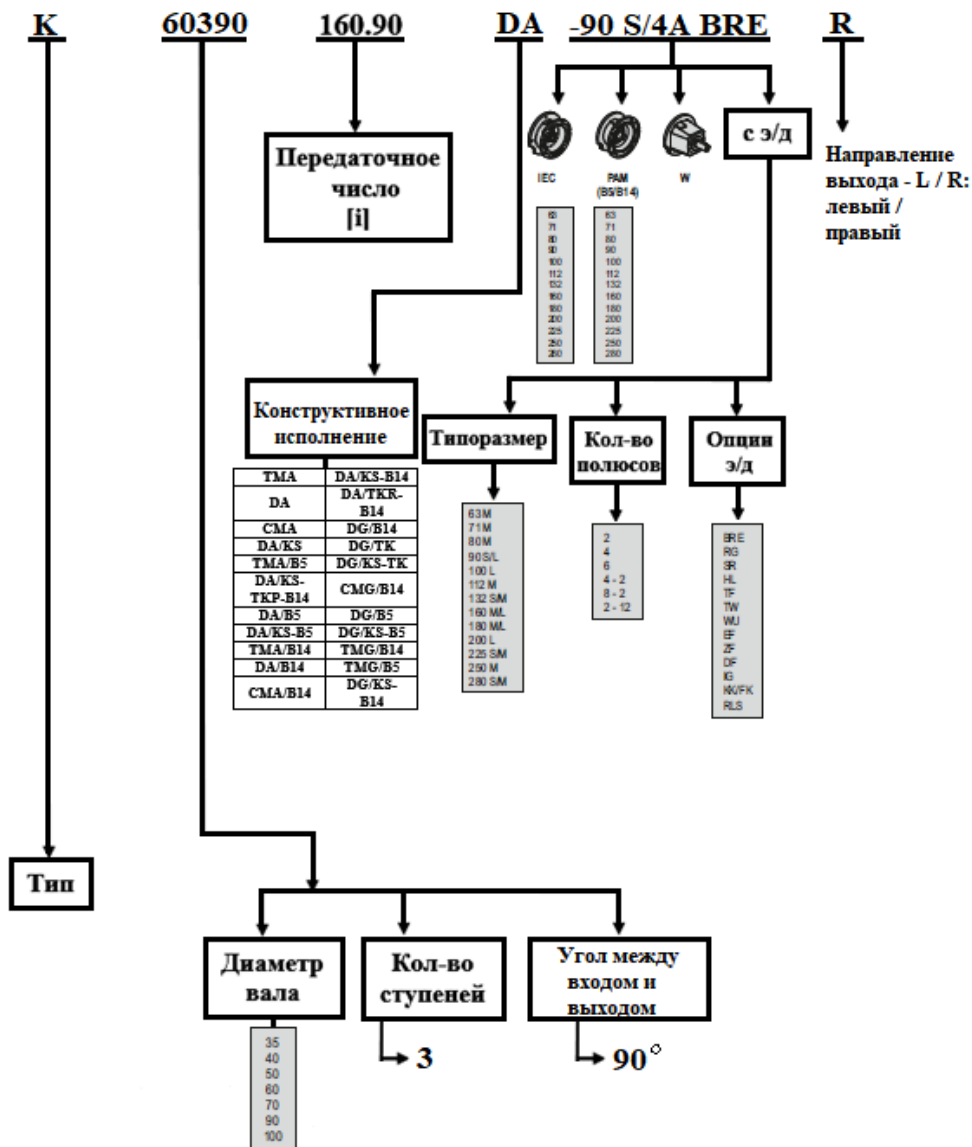 K 60390 160.90 DA -90 S/4A BRE R
Передаточное
число
[i]
IEC
PAM
(B5/B14)
W
с э/д
Направление
выхода - L / R:
левый /
правый
63 63
71 71
80 80
90 90
100 100
112 112
132 132
160 160
180 180
200 200
225 225
250 250
280 280
Конструктивное
исполнение
TMA DA/KS-B14
DA DA/TKR-
B14
CMA DG/B14
DA/KS DG/TK
TMA/B5 DG/KS-TK
DA/KS-
TKP-B14 CMG/B14
DA/B5 DG/B5
DA/KS-B5 DG/KS-B5
TMA/B14 TMG/B14
DA/B14 TMG/B5
CMA/B14 DG/KS-
B14
Типоразмер
63 M
71 M
80 M
90 S/L
100 L
112 M
132 S/M
160 M/L
180 M/L
200 L
225 S/M
250 M
280 S/M
Кол-во
полюсов
2
4
6
4 - 2
8 - 2
2 - 12
Опции
э/д
BRE
RG
SR
HL
TF
TW
WU
EF
ZF
DF
IG
KK/FK
RLS
Тип
Диаметр
вала
35
40
50
60
70
90
100
Кол-во
ступеней
3
Угол между
входом и
выходом
90°